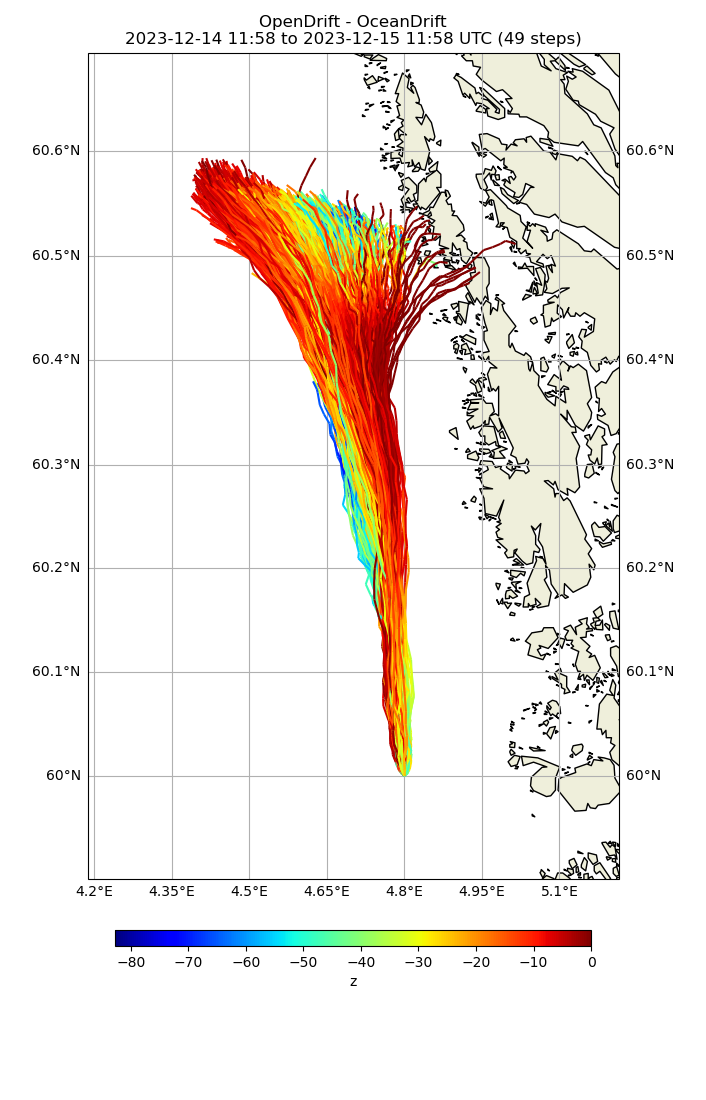 OpenDrift - OceanDrift
2023-12-14 11:58 to 2023-12-15 11:58 UTC (49 steps)
60.6°N 60.6°N
60.5°N 60.5°N
60.4°N 60.4°N
60.3°N 60.3°N
60.2°N 60.2°N
60.1°N 60.1°N
60°N 60°N
4.2°E 4.35°E 4.5°E 4.65°E 4.8°E 4.95°E 5.1°E
−80 −70 −60 −50 −40 −30 −20 −10 0
z